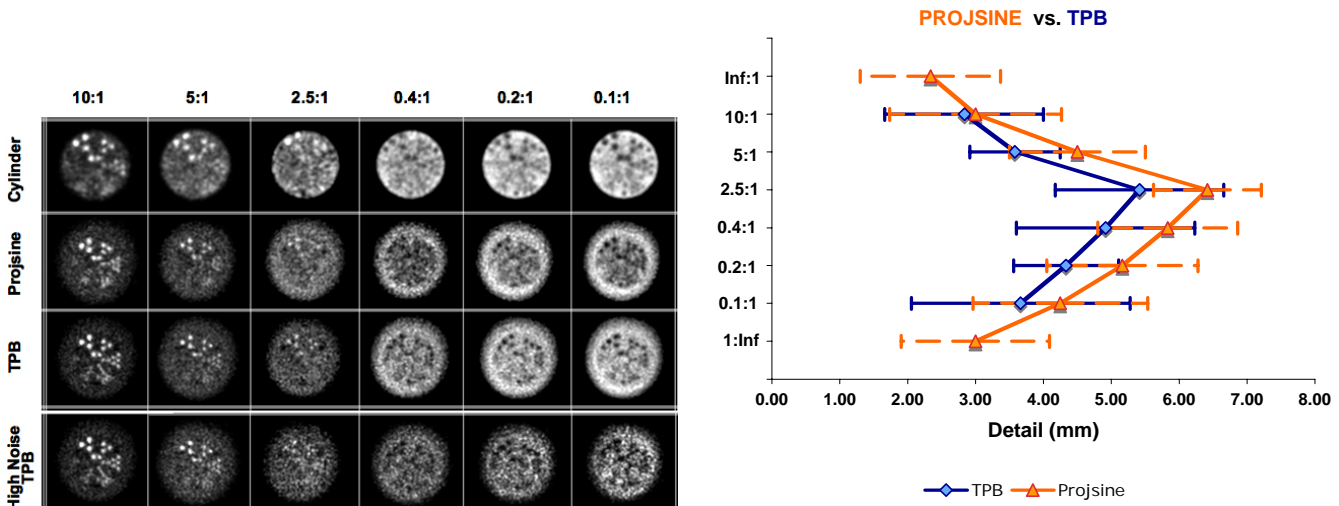 10:1 5:1 2.5:1 0.4:1 0.2:1 0.1:1
Cylinder
Projsine
TPB
High Noise
TPB
PROJSINE vs. TPB
Inf:1
10:1
5:1
2.5:1
0.4:1
0.2:1
0.1:1
1:Inf
0.00 1.00 2.00 3.00 4.00 5.00 6.00 7.00 8.00
Detail (mm)
TPB Projsine